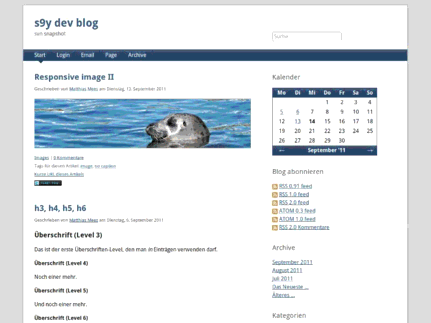 s9y dev blog
svn snapshot
Suche
Start Login Email Page Archive
Responsive image II
Geschrieben von Matthias Mees am Dienstag, 13. September 2011
Images | 0 Kommentare
Tags für diesen Artikel: image, no caption
h3, h4, h5, h6
Geschrieben von Matthias Mees am Dienstag, 6. September 2011
Überschrift (Level 3)
Das ist der erste Überschriften-Level, den man in Einträgen verwenden darf.
Überschrift (Level 4)
Noch einer mehr.
Überschrift (Level 5)
Und noch einer mehr.
Überschrift (Level 6)
Kalender
Mo Di Mi Do Fr Sa So
1 2 3 4
5 6 7 8 9 10 11
12 13 14 15 16 17 18
19 20 21 22 23 24 25
26 27 28 29 30
← September '11 →
Blog abonnieren
RSS 0.91 feed
RSS 1.0 feed
RSS 2.0 feed
ATOM 0.3 feed
ATOM 1.0 feed
RSS 2.0 Kommentare
Archive
September 2011
August 2011
Juli 2011
Das Neueste ...
Älteres ...
Kategorien